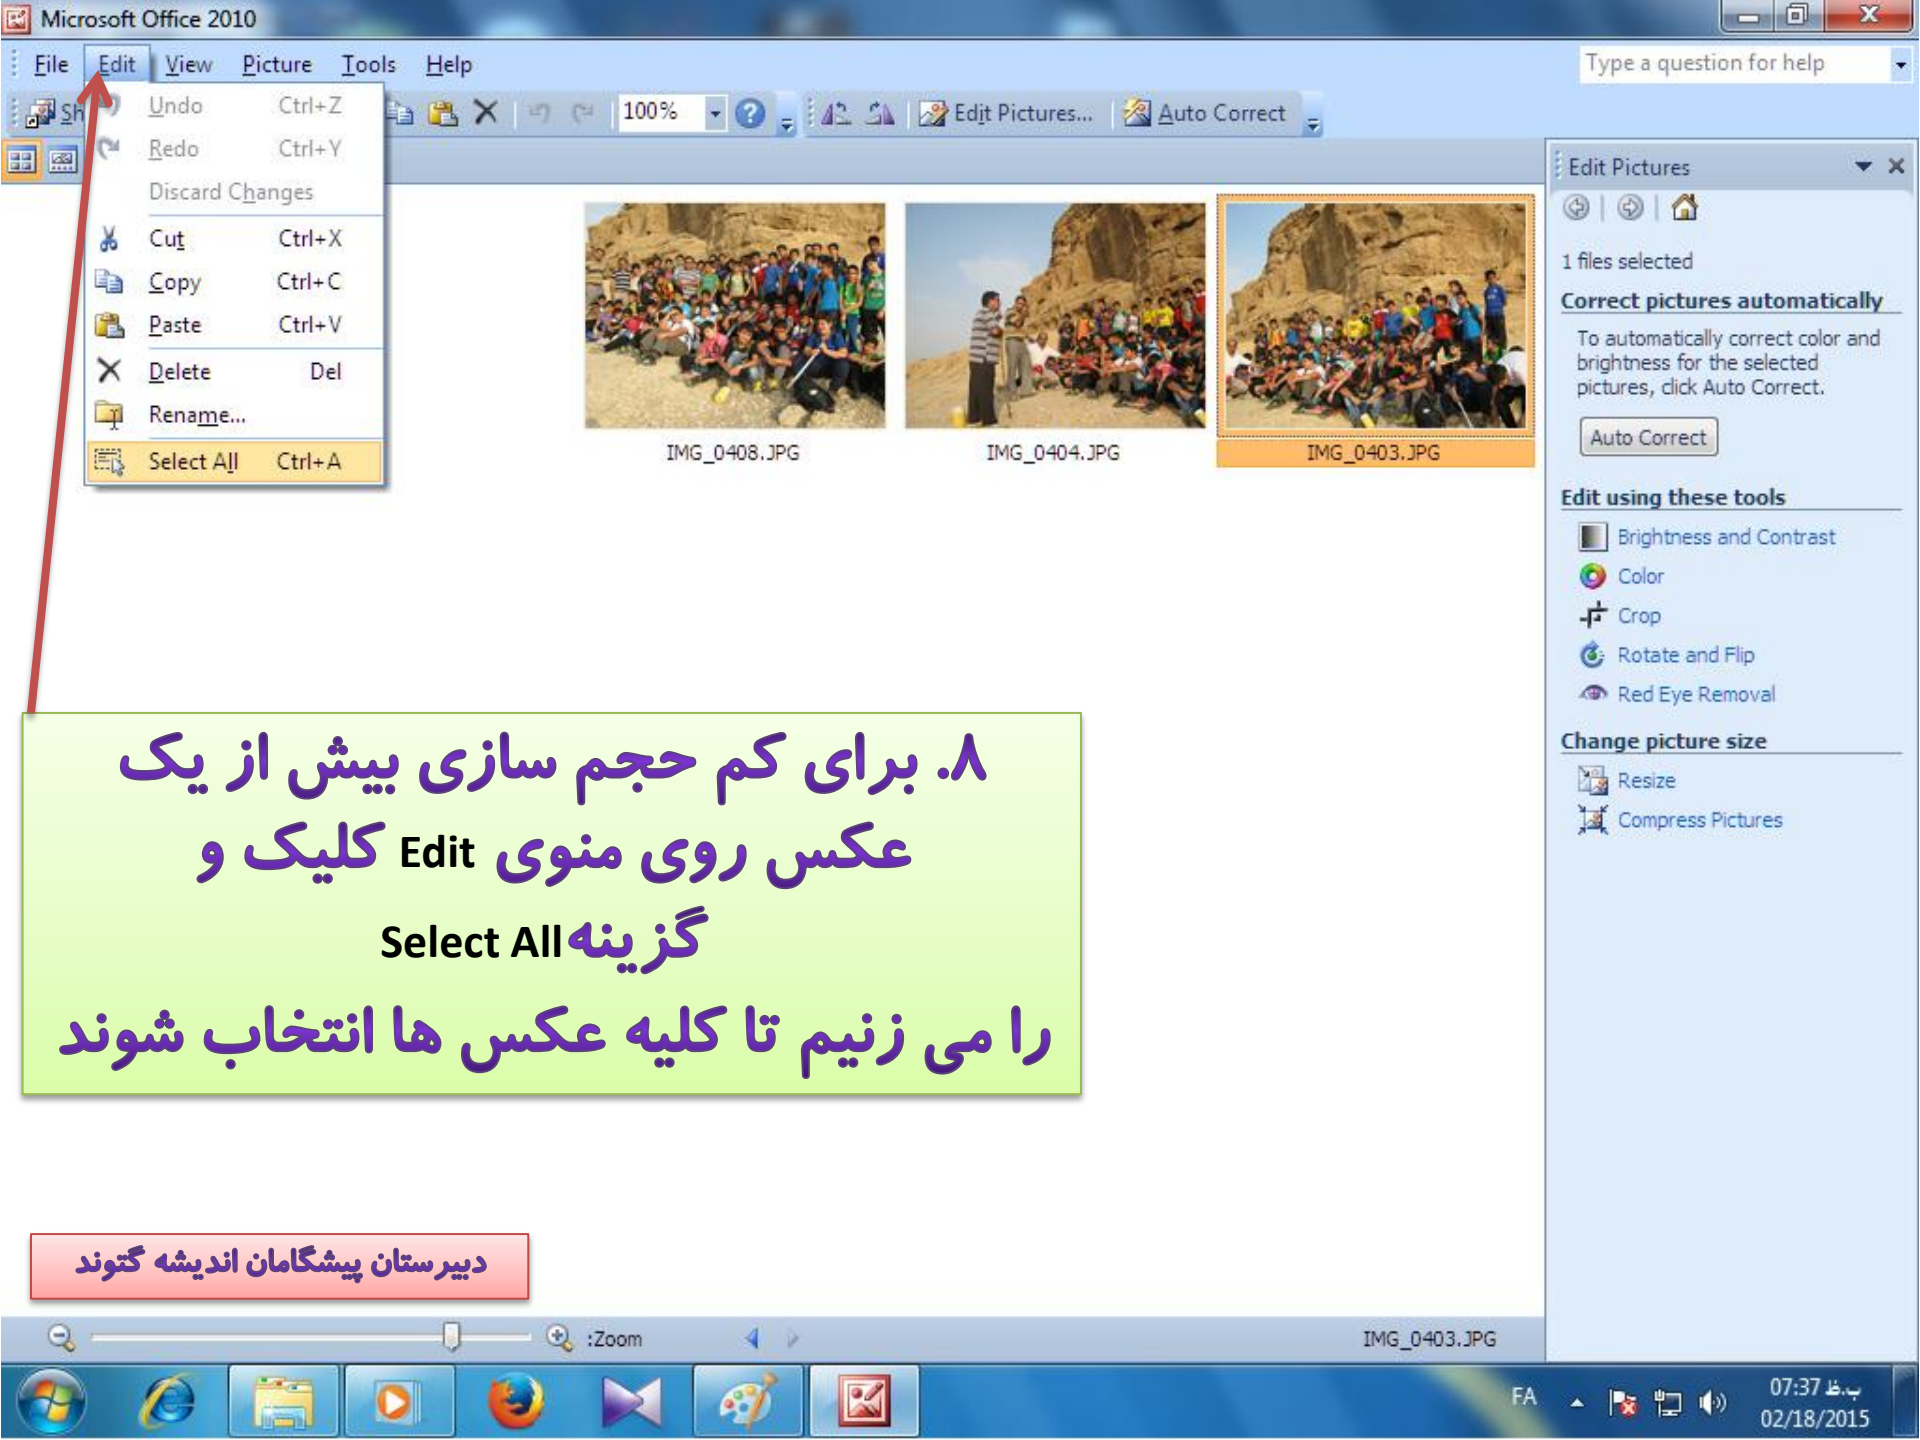 Microsoft Office 2010
File Edit View Picture Tools Help
Type a question for help
Sh
100%
Edit Pictures...
Auto Correct
Undo Ctrl+Z
Redo Ctrl+Y
Discard Changes
Cut Ctrl+X
Copy Ctrl+C
Paste Ctrl+V
Delete Del
Rename...
Select All Ctrl+A
IMG_0408.JPG
IMG_0404.JPG
IMG_0403.JPG
Edit Pictures
1 files selected
Correct pictures automatically
To automatically correct color and
brightness for the selected
pictures, click Auto Correct.
Auto Correct
Edit using these tools
Brightness and Contrast
Color
Crop
Rotate and Flip
Red Eye Removal
Change picture size
Resize
Compress Pictures
۸. برای کم حجم سازی بیش از یک
عکس روی منوی Edit کلیک و
گزینه Select All
را می زنیم تا کلیه عکس ها انتخاب شوند
دبیرستان پیشگامان اندیشه گتوند
:Zoom
IMG_0403.JPG
FA
07:37 ب.ظ
02/18/2015